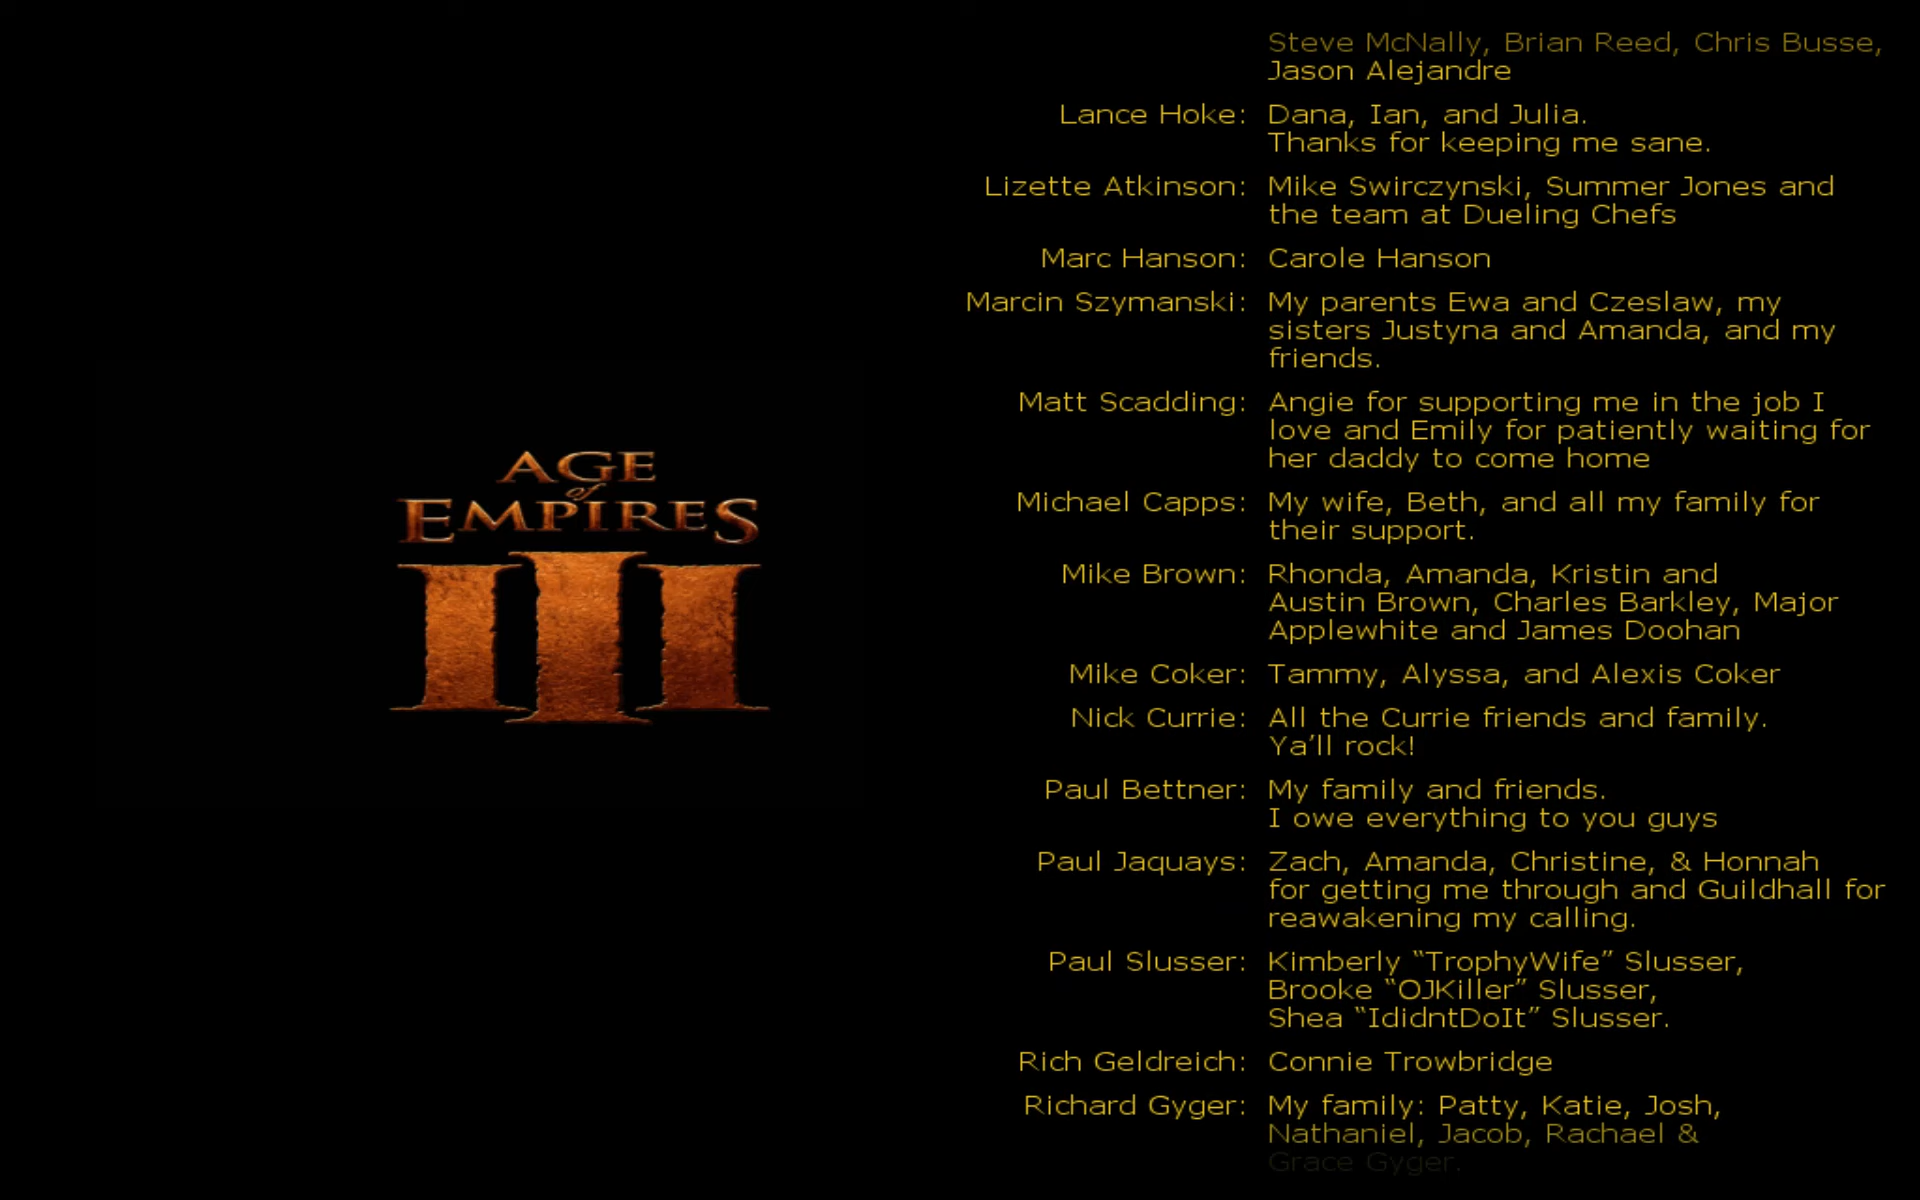 AGE
of
EMPIRES
III
Steve McNally, Brian Reed, Chris Busse,
Jason Alejandre
Lance Hoke: Dana, Ian, and Julia.
Thanks for keeping me sane.
Lizette Atkinson: Mike Swirczynski, Summer Jones and
the team at Dueling Chefs
Marc Hanson: Carole Hanson
Marcin Szymanski: My parents Ewa and Czeslaw, my
sisters Justyna and Amanda, and my
friends.
Matt Scadding: Angie for supporting me in the job I
love and Emily for patiently waiting for
her daddy to come home
Michael Capps: My wife, Beth, and all my family for
their support.
Mike Brown: Rhonda, Amanda, Kristin and
Austin Brown, Charles Barkley, Major
Applewhite and James Doohan
Mike Coker: Tammy, Alyssa, and Alexis Coker
Nick Currie: All the Currie friends and family.
Ya’ll rock!
Paul Bettner: My family and friends.
I owe everything to you guys
Paul Jaquays: Zach, Amanda, Christine, & Honnah
for getting me through and Guildhall for
reawakening my calling.
Paul Slusser: Kimberly “TrophyWife” Slusser,
Brooke “OJKiller” Slusser,
Shea “IdidntDoIt” Slusser.
Rich Geldreich: Connie Trowbridge
Richard Gyger: My family: Patty, Katie, Josh,
Nathaniel, Jacob, Rachael &
Grace Gyger.